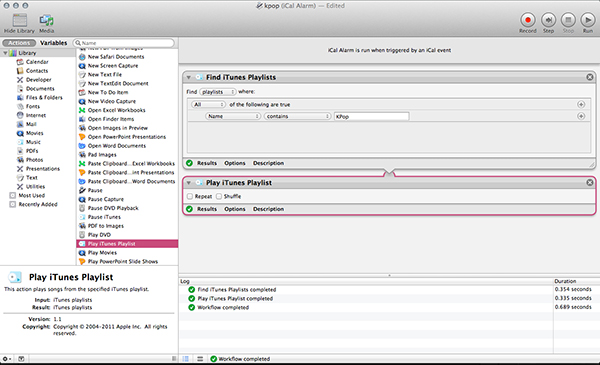 kpop (iCal Alarm) — Edited
Hide Library
Media
Record
Step
Stop
Run
Actions
Variables
Name
iCal Alarm is run when triggered by an iCal event
Library
Calendar
Contacts
Developer
Documents
Files & Folders
Fonts
Internet
Mail
Movies
Music
PDFs
Photos
Presentations
Text
Utilities
Most Used
Recently Added
New Safari Documents
New Screen Capture
New Text File
New TextEdit Document
New To Do Item
New Video Capture
Open Excel Workbooks
Open Finder Items
Open Images in Preview
Open PowerPoint Presentations
Open Word Documents
Pad Images
Paste Clipboard...Excel Workbooks
Paste Clipboard...int Presentations
Paste Clipboard...Word Documents
Pause
Pause Capture
Pause DVD Playback
Pause iTunes
PDF to Images
Play DVD
Play iTunes Playlist
Play Movies
Play PowerPoint Slide Shows
Find iTunes Playlists
Find playlists where:
All of the following are true
Name contains KPop
Results Options Description
Play iTunes Playlist
Repeat Shuffle
Results Options Description
Play iTunes Playlist
This action plays songs from the specified iTunes playlist.
Input: iTunes playlists
Result: iTunes playlists
Version: 1.1
Copyright: Copyright © 2004–2011 Apple Inc. All rights
reserved.
Log Duration
Find iTunes Playlists completed 0.354 seconds
Play iTunes Playlist completed 0.335 seconds
Workflow completed 0.689 seconds
Workflow completed